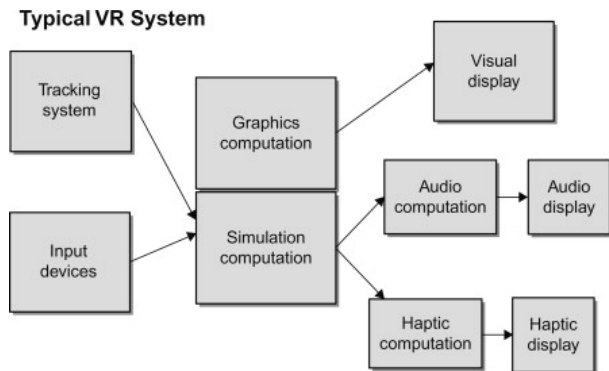 Typical VR System
Tracking
system
Graphics
computation
Visual
display
Input
devices
Simulation
computation
Audio
computation
Audio
display
Haptic
computation
Haptic
display